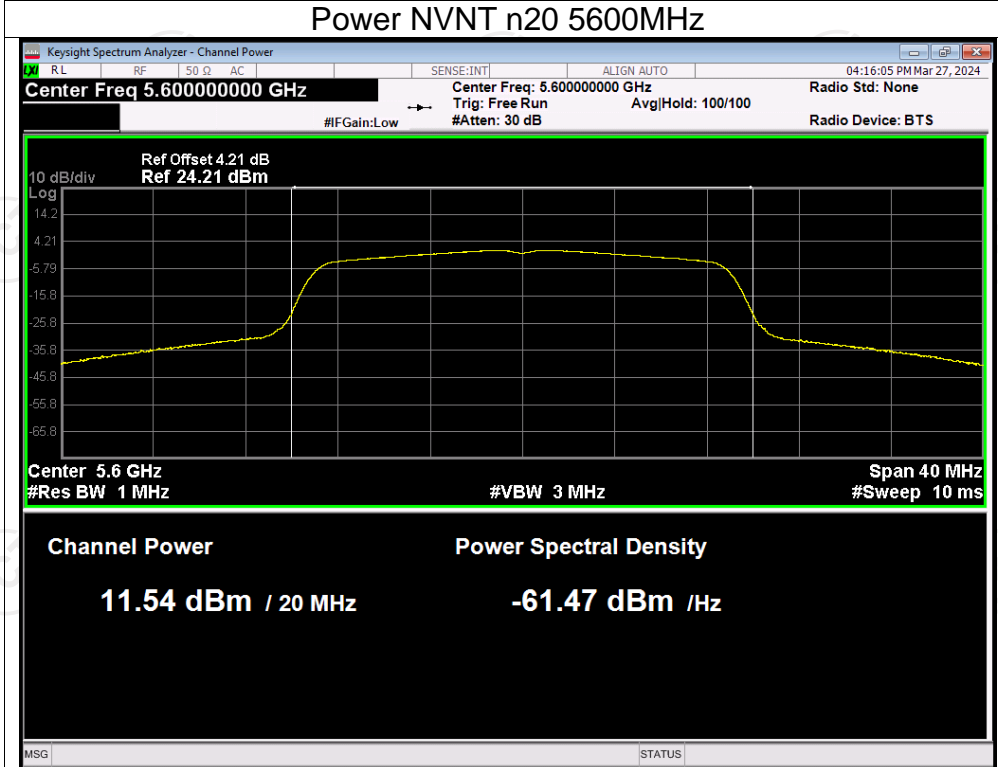 Power NVNT n20 5600MHz
Keysight Spectrum Analyzer - Channel Power
LXI RL RF 50 Ω AC SENSE:INT ALIGN AUTO 04:16:05 PM Mar 27, 2024
Center Freq 5.600000000 GHz
Center Freq: 5.600000000 GHz
Radio Std: None
Trig: Free Run Avg|Hold: 100/100
#IFGain:Low
#Atten: 30 dB
Radio Device: BTS
Ref Offset 4.21 dB
10 dB/div Ref 24.21 dBm
Log
14.2
4.21
-5.79
-15.8
-25.8
-35.8
-45.8
-55.8
-65.8
Center 5.6 GHz Span 40 MHz
#Res BW 1 MHz #VBW 3 MHz #Sweep 10 ms
Channel Power Power Spectral Density
11.54 dBm / 20 MHz -61.47 dBm /Hz
MSG STATUS